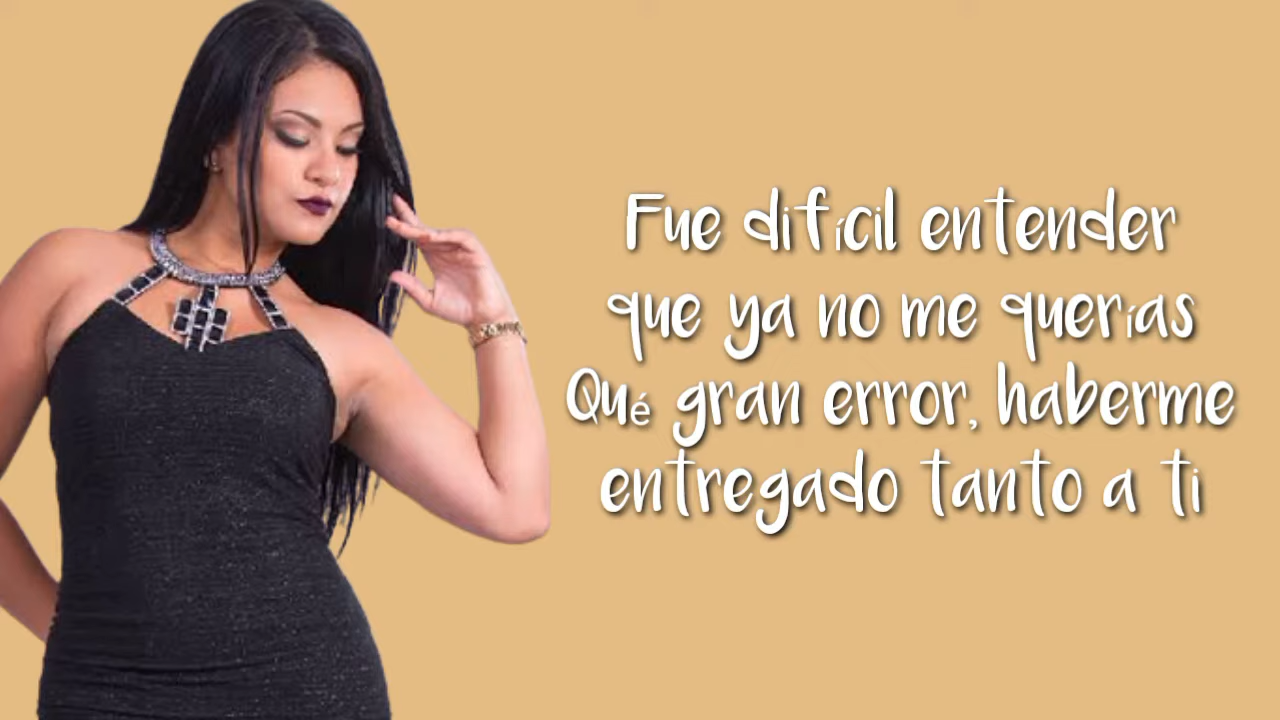 Fue difícil entender
que ya no me querías
Qué gran error, haberme
entregado tanto a ti